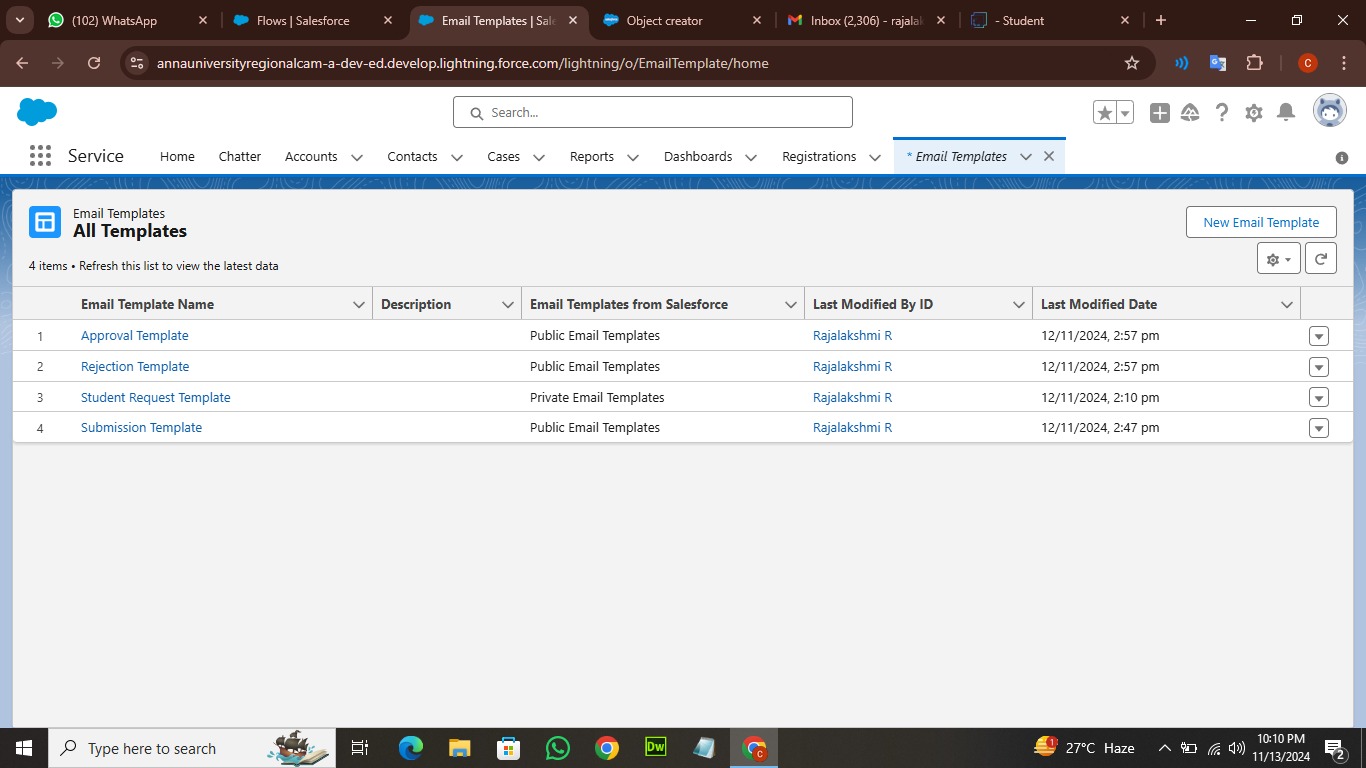 (102) WhatsApp
Flows | Salesforce
Email Templates | Sale
Object creator
Inbox (2,306) - rajalal
- Student
annauniversityregionalcam-a-dev-ed.develop.lightning.force.com/lightning/o/EmailTemplate/home
C
Search...
Service
Home
Chatter
Accounts
Contacts
Cases
Reports
Dashboards
Registrations
* Email Templates
Email Templates
All Templates
New Email Template
4 items • Refresh this list to view the latest data
Email Template Name Description Email Templates from Salesforce Last Modified By ID Last Modified Date
1 Approval Template Public Email Templates Rajalakshmi R 12/11/2024, 2:57 pm
2 Rejection Template Public Email Templates Rajalakshmi R 12/11/2024, 2:57 pm
3 Student Request Template Private Email Templates Rajalakshmi R 12/11/2024, 2:10 pm
4 Submission Template Public Email Templates Rajalakshmi R 12/11/2024, 2:47 pm
Type here to search
Dw
C
1
27°C Haze
10:10 PM
11/13/2024
2